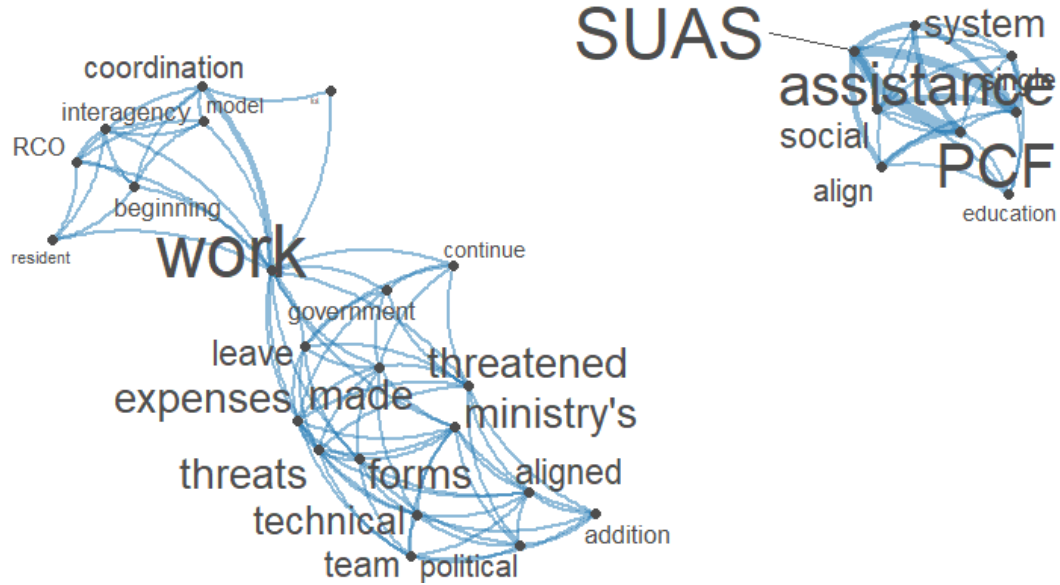 SUAS
system
coordination
single
assistance
interagency
model
RCO
social
PCF
align
beginning
education
work
resident
continue
government
leave
threatened
expenses
made
ministry's
threats
forms
aligned
technical
addition
team
political